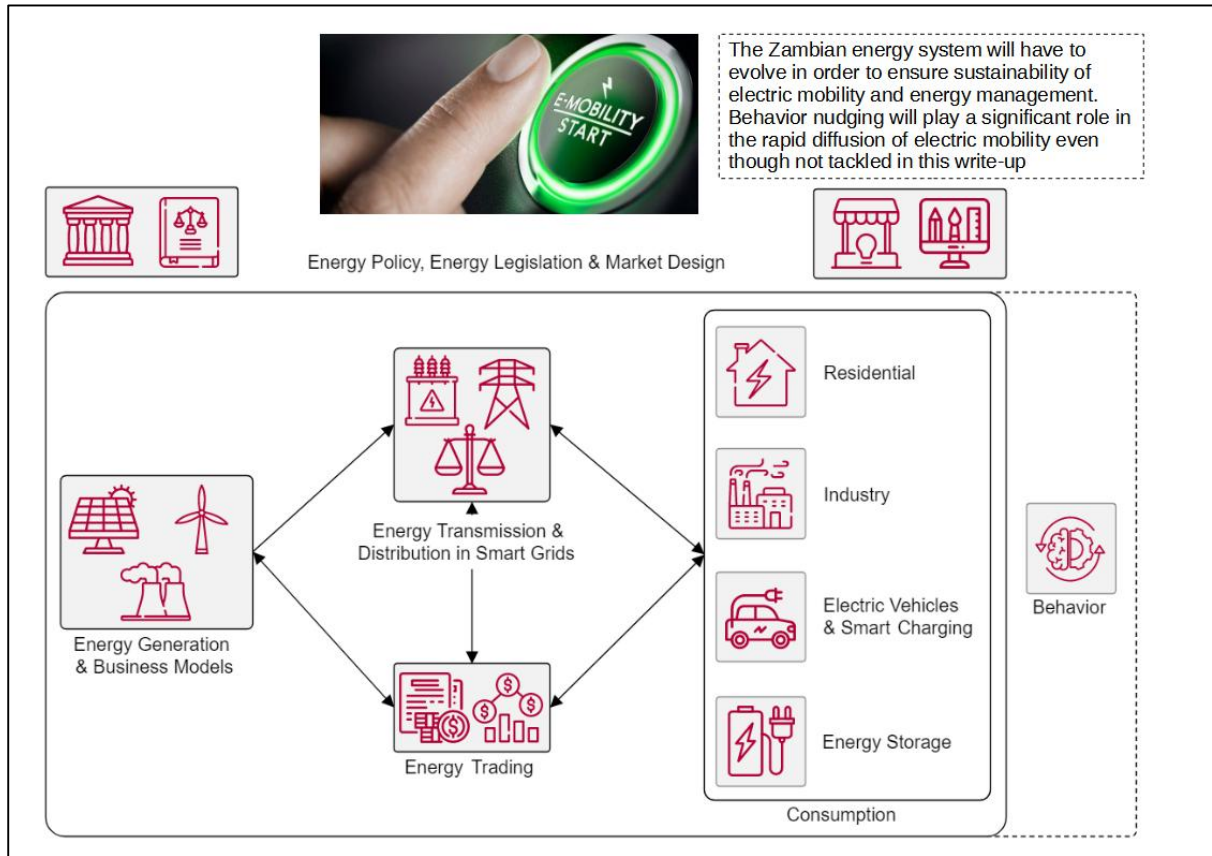 The Zambian energy system will have to
evolve in order to ensure sustainability of
electric mobility and energy management.
Behavior nudging will play a significant role in
the rapid diffusion of electric mobility even
though not tackled in this write-up
E-MOBILITY
START
Energy Policy, Energy Legislation & Market Design
Energy Generation
& Business Models
Energy Transmission &
Distribution in Smart Grids
$
$
$
$
Energy Trading
Residential
Industry
Electric Vehicles
& Smart Charging
Energy Storage
Consumption
Behavior